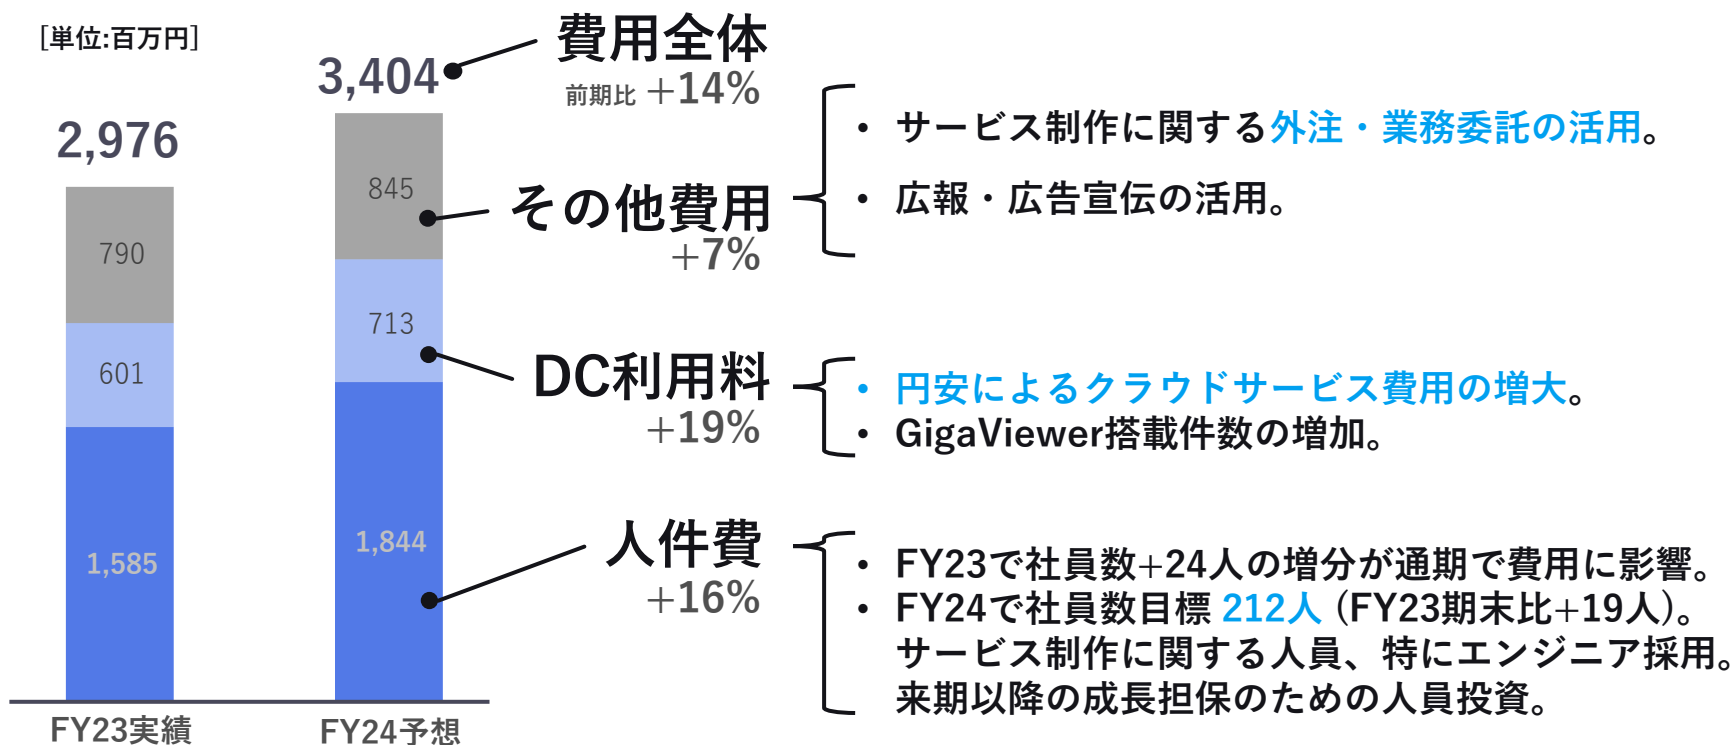 [単位:百万円]
2,976
790
601
1,585
FY23実績
3,404
845
713
1,844
FY24予想
費用全体
前期比 +14%
その他費用
+7%
・ サービス制作に関する外注・業務委託の活用。
・ 広報・広告宣伝の活用。
DC利用料
+19%
・ 円安によるクラウドサービス費用の増大。
・ GigaViewer搭載件数の増加。
人件費
+16%
・ FY23で社員数+24人の増分が通期で費用に影響。
・ FY24で社員数目標 212人 (FY23期末比+19人)。
サービス制作に関する人員、特にエンジニア採用。
来期以降の成長担保のための人員投資。